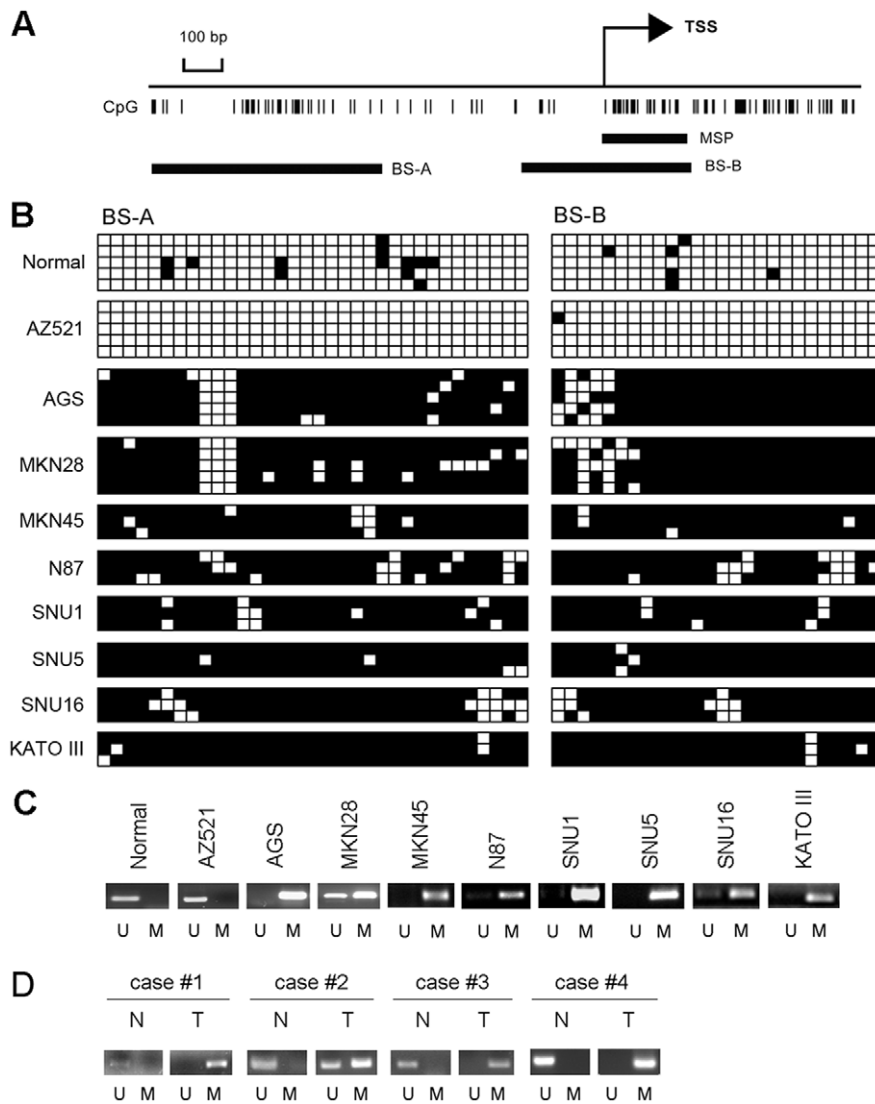 A
100 bp
TSS
CpG
MSP
BS-A
BS-B
B
BS-A BS-B
Normal
AZ521
AGS
MKN28
MKN45
N87
SNU1
SNU5
SNU16
KATO III
C
Normal AZ521 AGS MKN28 MKN45 N87 SNU1 SNU5 SNU16 KATO III
U M U M U M U M U M U M U M U M U M U M
D
case #1 case #2 case #3 case #4
N T N T N T N T
U M U M U M U M U M U M U M U M